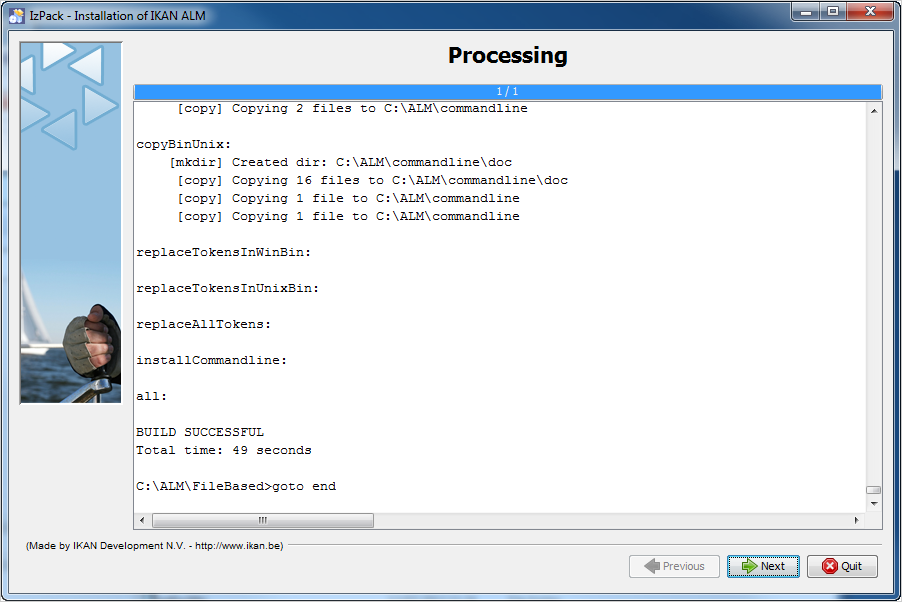 IzPack - Installation of IKAN ALM
Processing
1 / 1
[copy] Copying 2 files to C:\ALM\commandline
copyBinUnix:
[mkdir] Created dir: C:\ALM\commandline\doc
[copy] Copying 16 files to C:\ALM\commandline\doc
[copy] Copying 1 file to C:\ALM\commandline
[copy] Copying 1 file to C:\ALM\commandline
replaceTokensInWinBin:
replaceTokensInUnixBin:
replaceAllTokens:
installCommandline:
all:
BUILD SUCCESSFUL
Total time: 49 seconds
C:\ALM\FileBased>goto end
(Made by IKAN Development N.V. - http://www.ikan.be)
Previous Next Quit